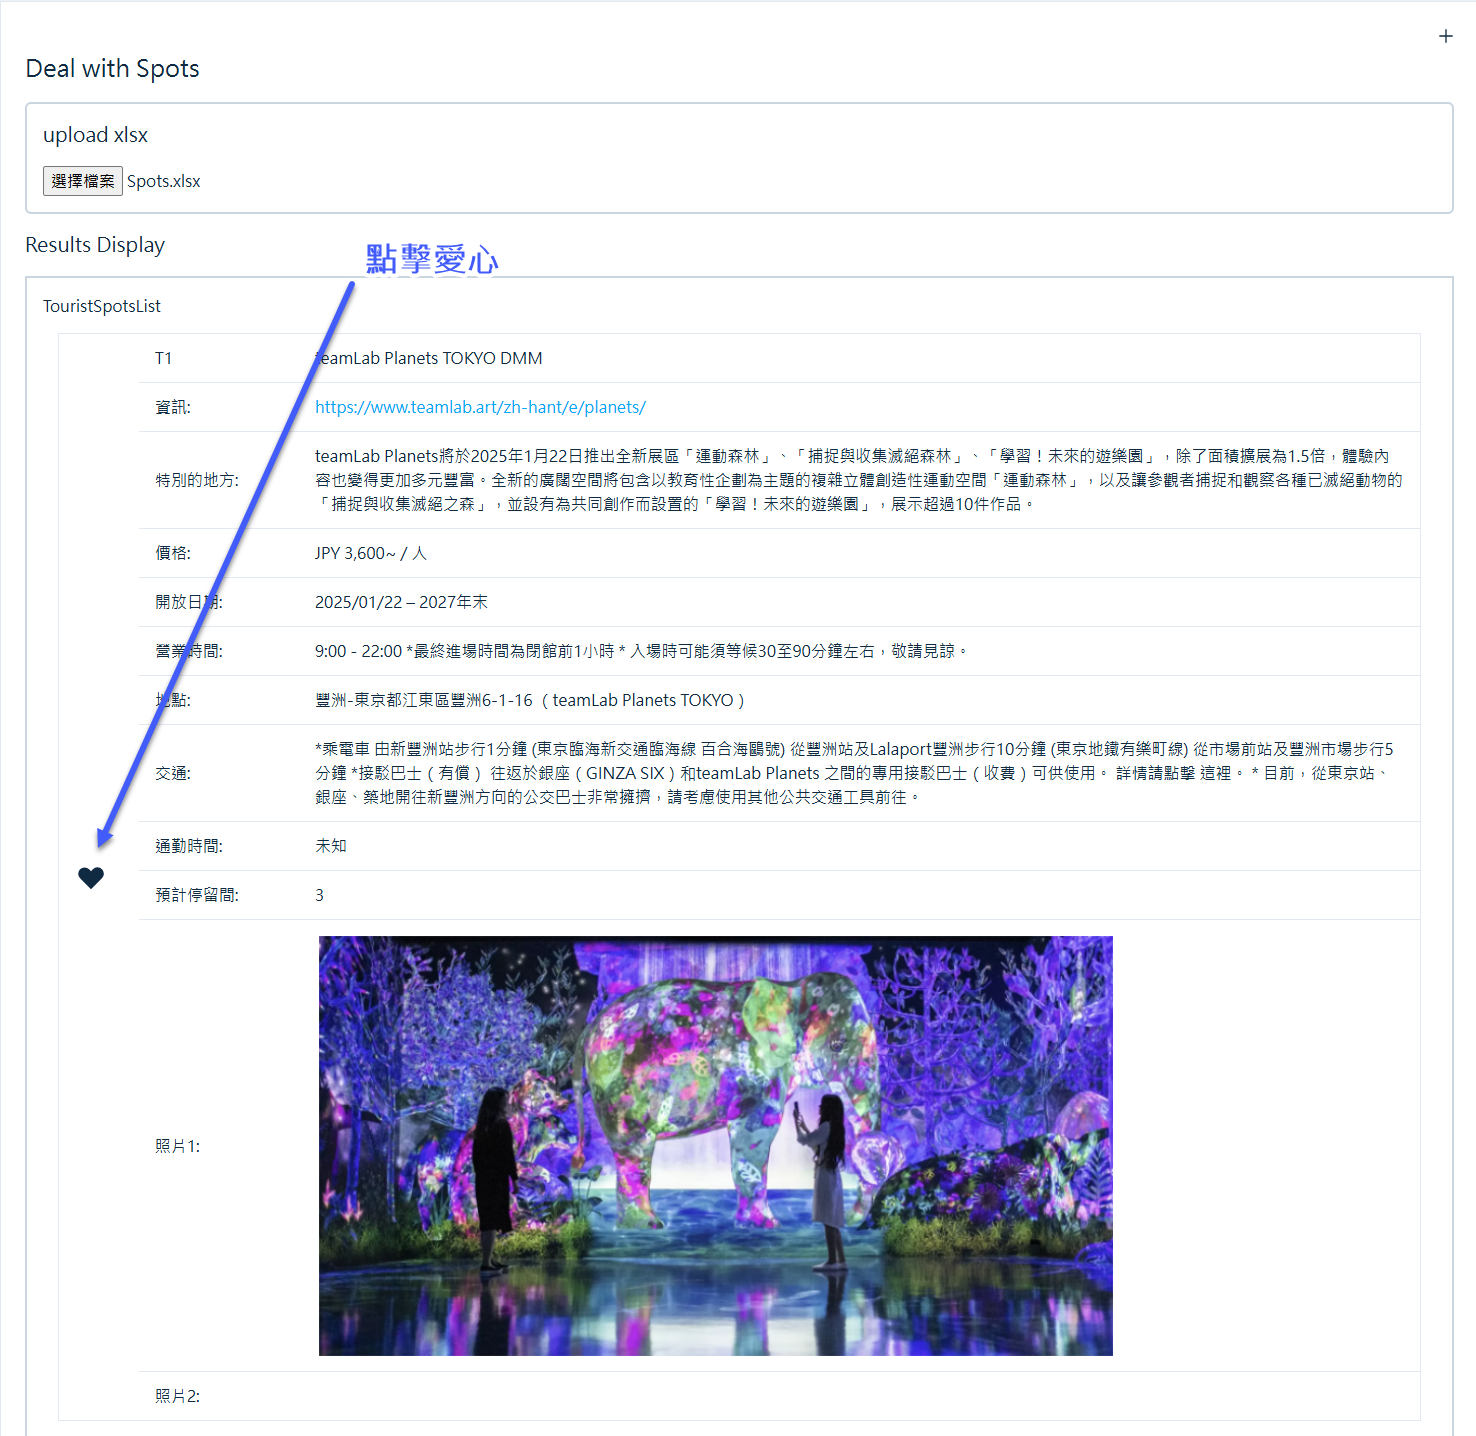 Deal with Spots
upload xlsx
選擇檔案 Spots.xlsx
Results Display
點擊愛心
TouristSpotsList
T1 teamLab Planets TOKYO DMM
資訊: https://www.teamlab.art/zh-hant/e/planets/
特別的地方:
teamLab Planets將於2025年1月22日推出全新展區「運動森林」、「捕捉與收集滅絕森林」、「學習！未來的遊樂園」，除了面積擴展為1.5倍，體驗內
容也變得更加多元豐富。全新的廣闊空間將包含以教育性企劃為主題的複雜立體創造性運動空間「運動森林」，以及讓參觀者捕捉和觀察各種已滅絕動物的
「捕捉與收集滅絕之森」，並設有為共同創作而設置的「學習！未來的遊樂園」，展示超過10件作品。
價格: JPY 3,600~ / 人
開放日期: 2025/01/22 – 2027年末
營業時間: 9:00 - 22:00 *最終進場時間為閉館前1小時 * 入場時可能須等候30至90分鐘左右，敬請見諒。
地點: 豐洲-東京都江東區豐洲6-1-16 （teamLab Planets TOKYO）
交通:
*乘電車 由新豐洲站步行1分鐘 (東京臨海新交通臨海線 百合海鷗號) 從豐洲站及Lalaport豐洲步行10分鐘 (東京地鐵有樂町線) 從市場前站及豐洲市場步行5
分鐘 *接駁巴士（有償） 往返於銀座（GINZA SIX）和teamLab Planets 之間的專用接駁巴士（收費）可供使用。 詳情請點擊 這裡。 * 目前，從東京站、
銀座、築地開往新豐洲方向的公交巴士非常擁擠，請考慮使用其他公共交通工具前往。
通勤時間: 未知
預計停留間: 3
照片1:
照片2: